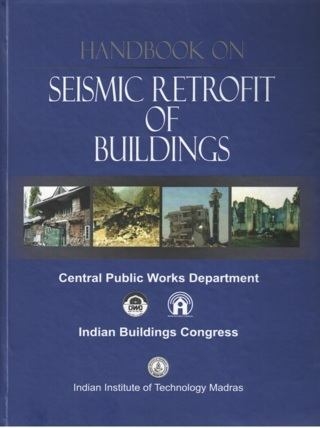 HANDBOOK ON
SEISMIC RETROFIT
OF
BUILDINGS
Central Public Works Department
Indian Buildings Congress
Indian Institute of Technology Madras